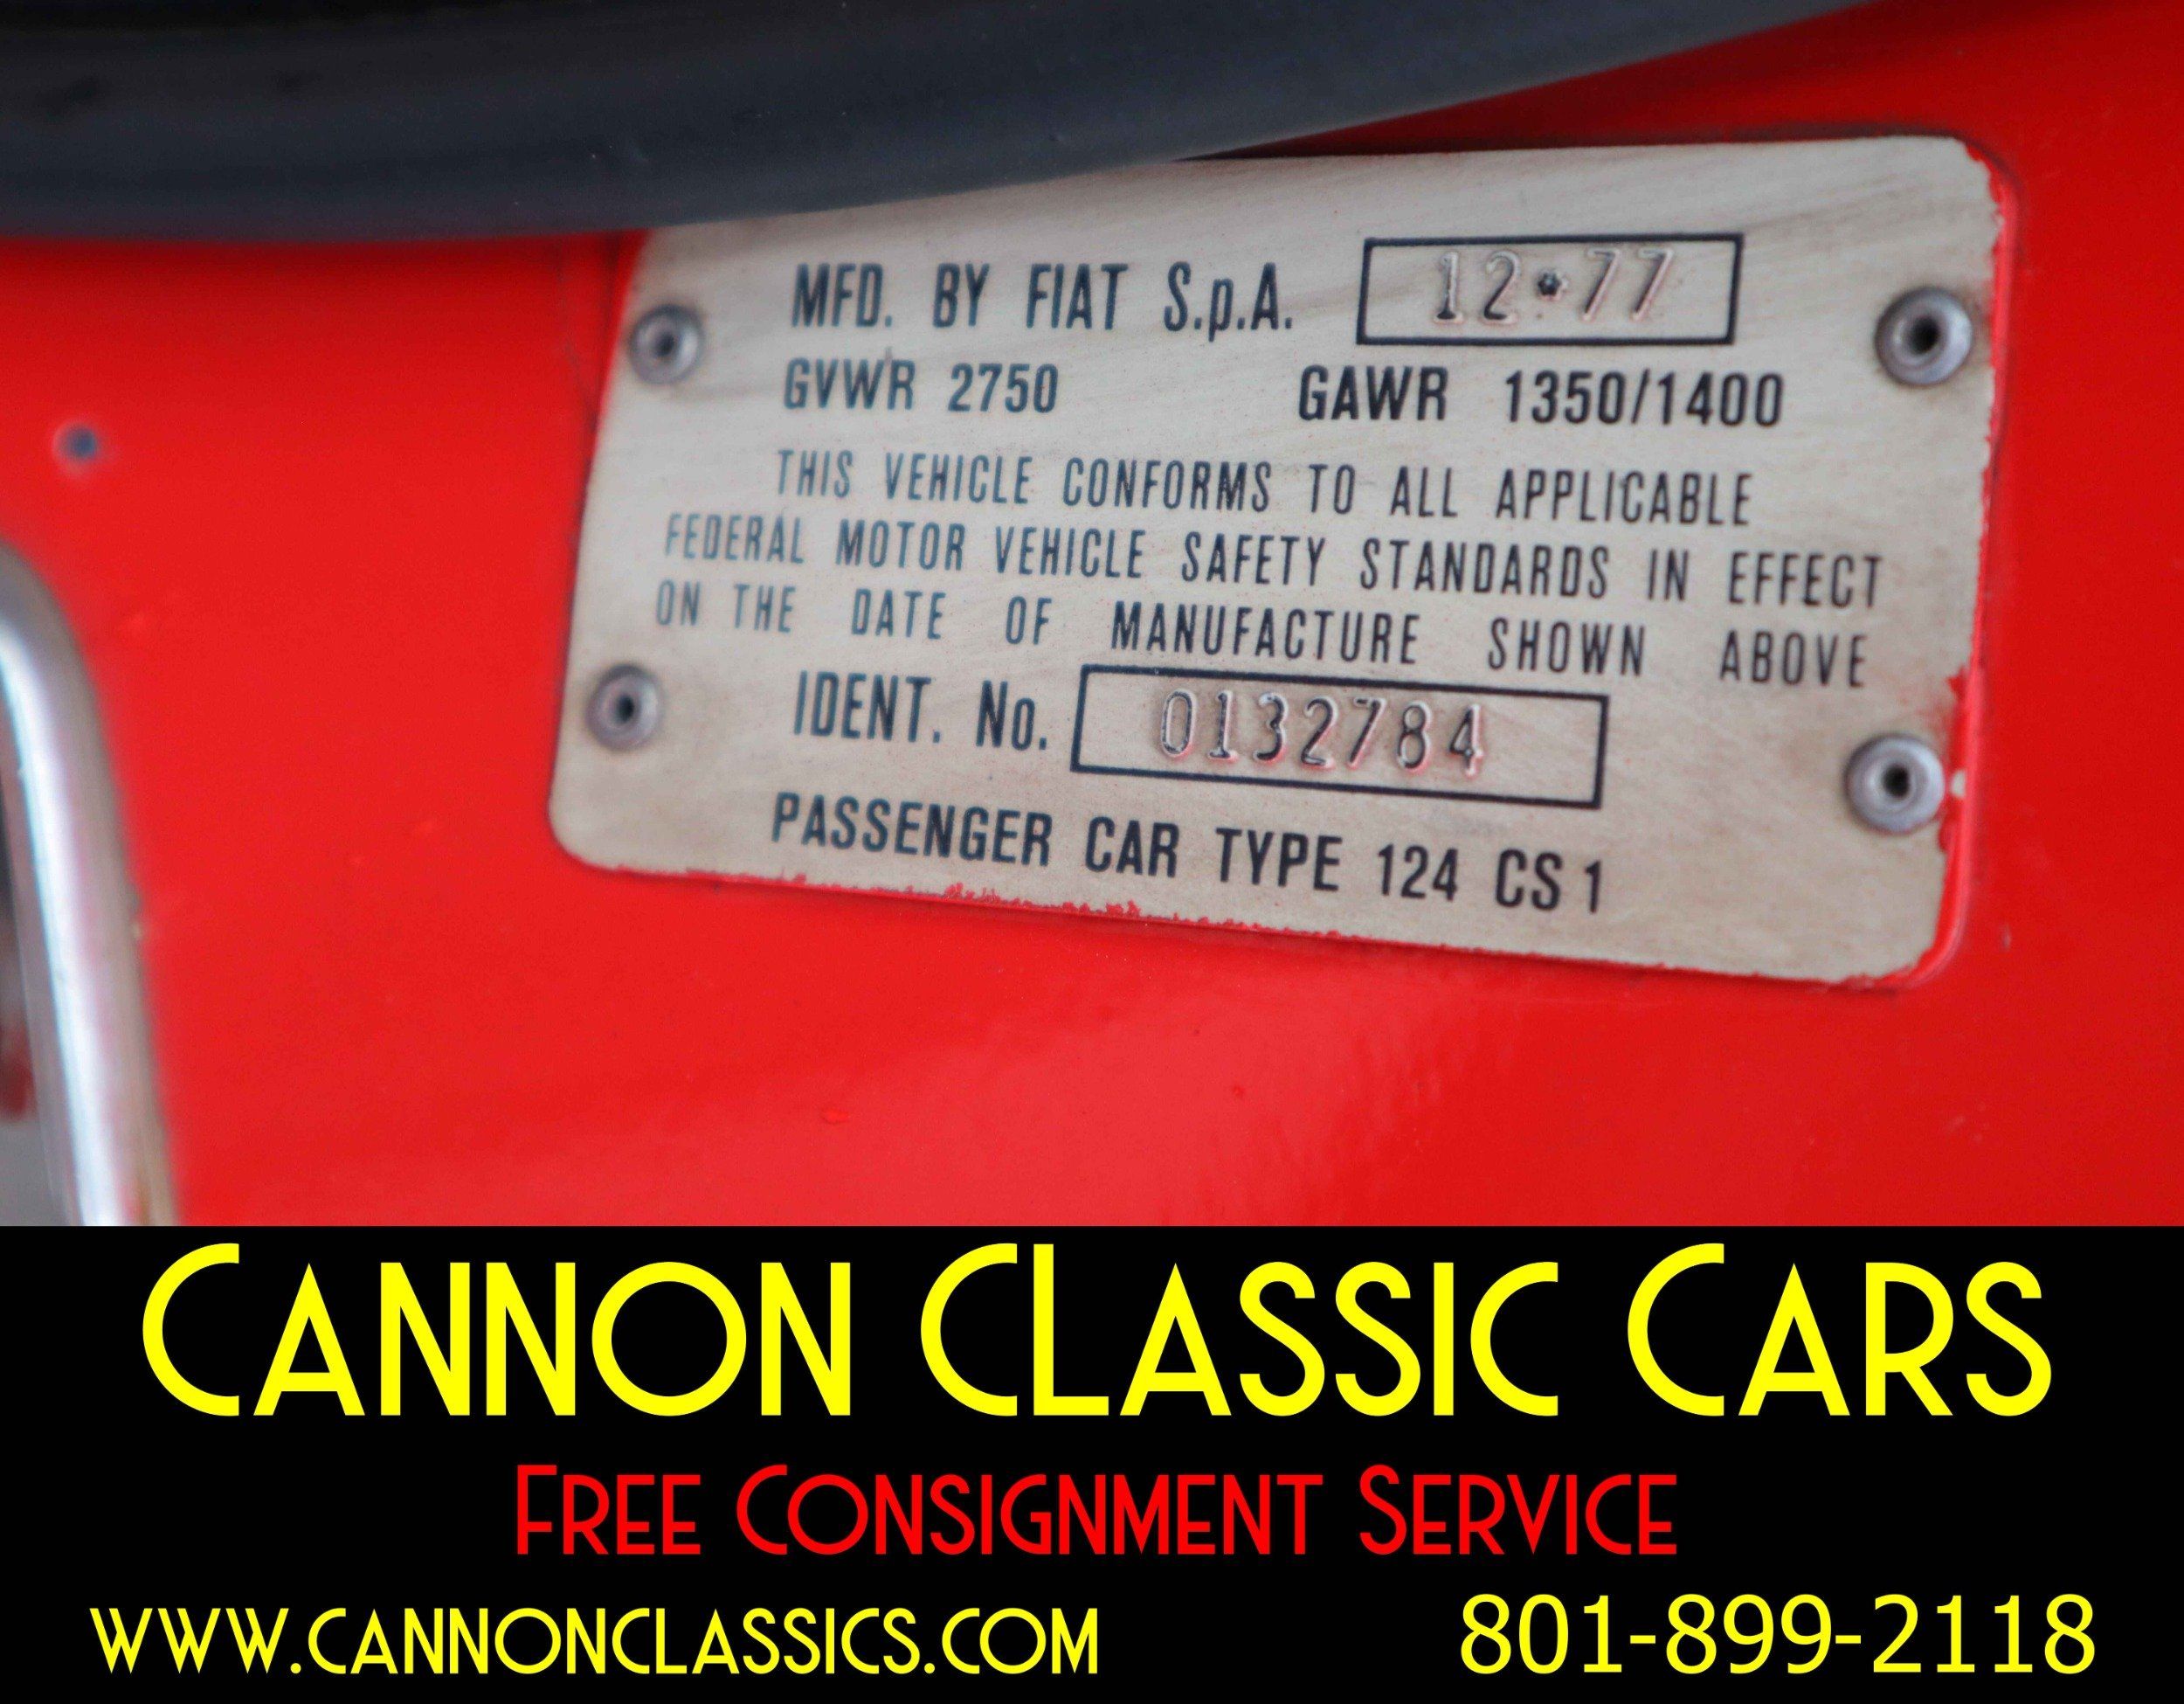 MFD. BY FIAT S.p.A. 12*77
GVWR 2750 GAWR 1350/1400
THIS VEHICLE CONFORMS TO ALL APPLICABLE
FEDERAL MOTOR VEHICLE SAFETY STANDARDS IN EFFECT
ON THE DATE OF MANUFACTURE SHOWN ABOVE
IDENT. No. 0132784
PASSENGER CAR TYPE 124 CS 1
CANNON CLASSIC CARS
FREE CONSIGNMENT SERVICE
WWW.CANNONCLASSICS.COM 801-899-2118